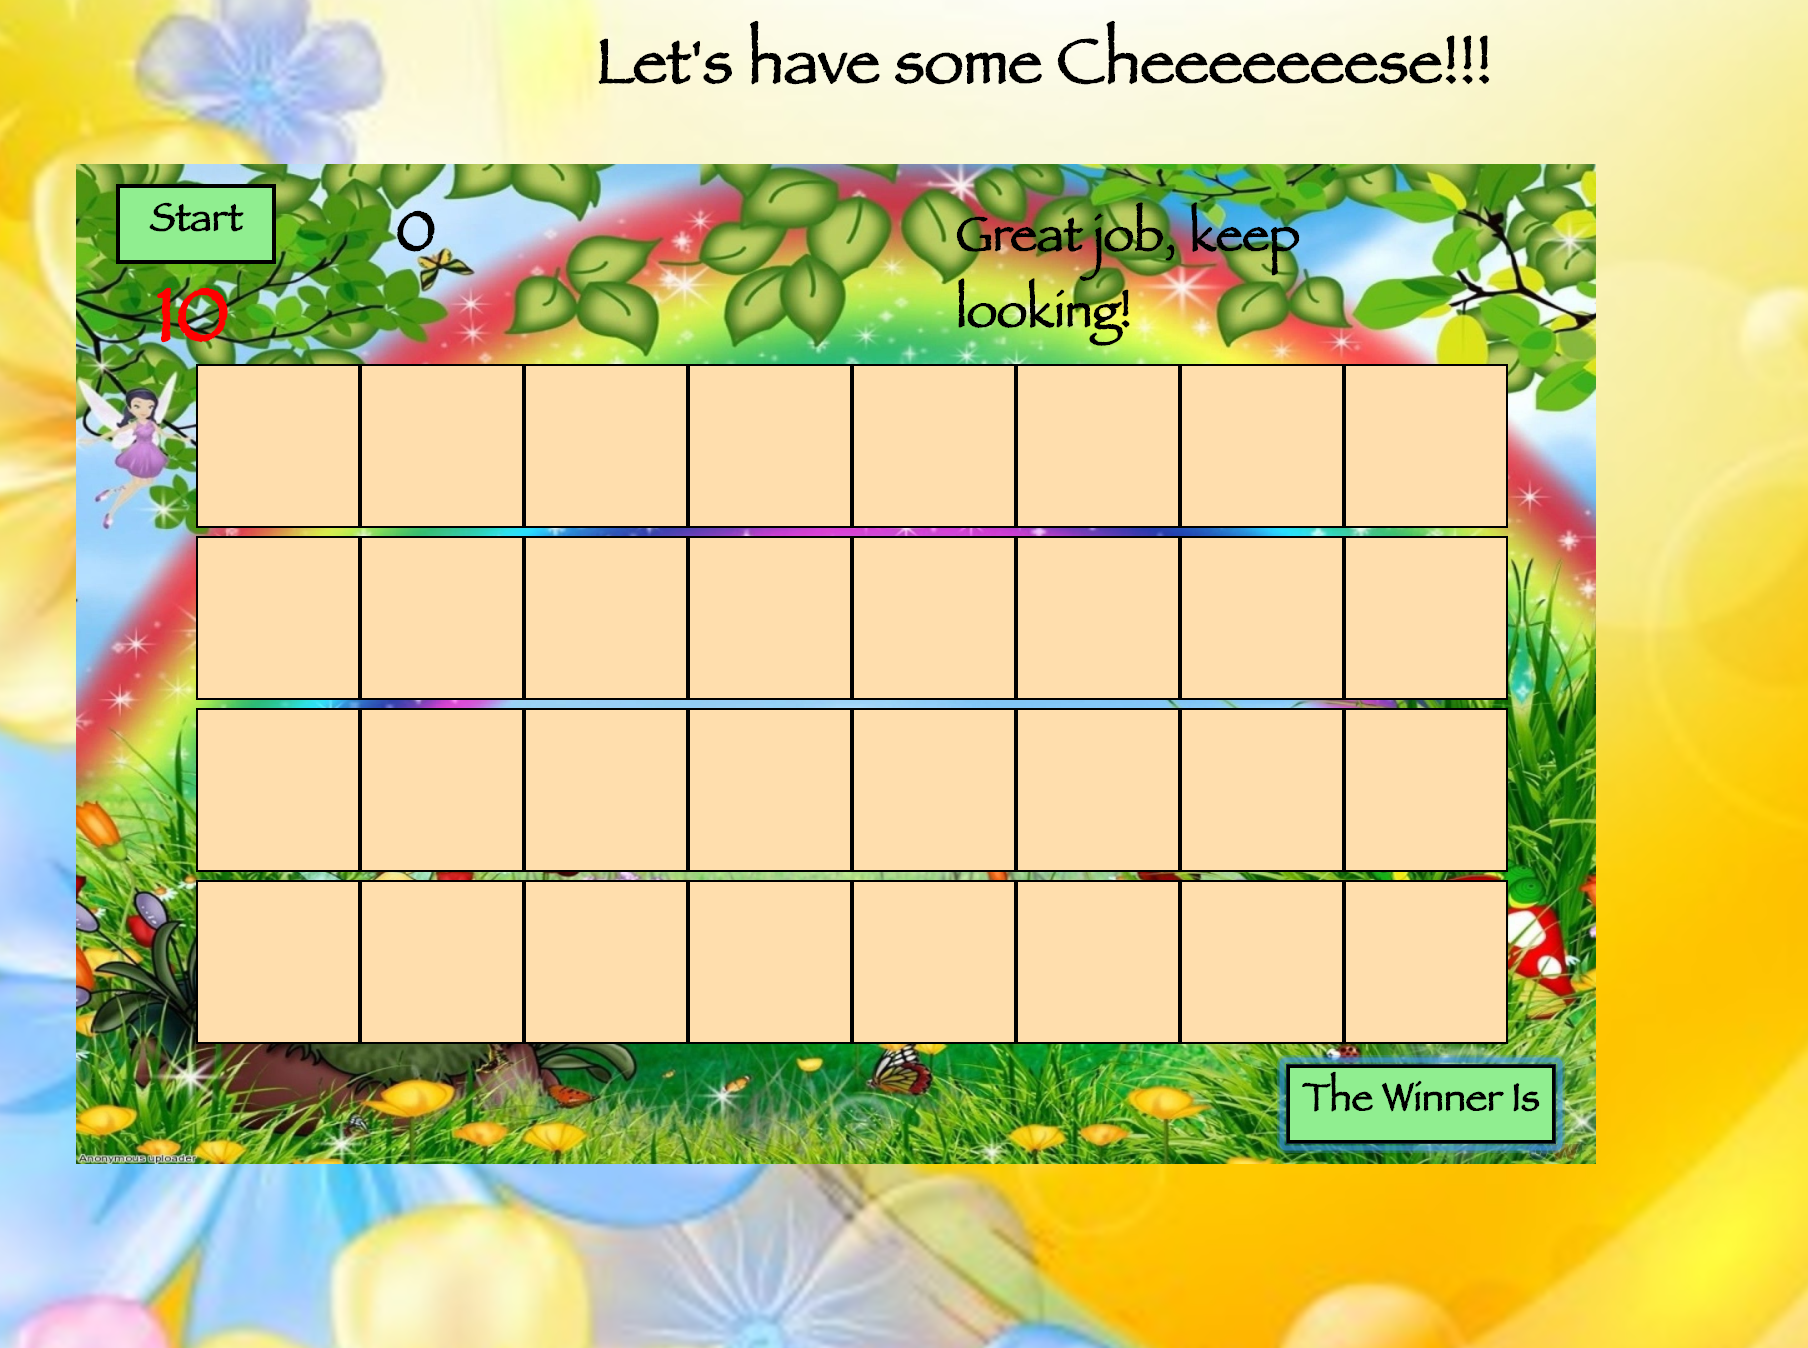 Let's have some Cheeeeeeeese!!!
Start
0
Great job, keep
looking!
10
The Winner Is
Anonymous uploader